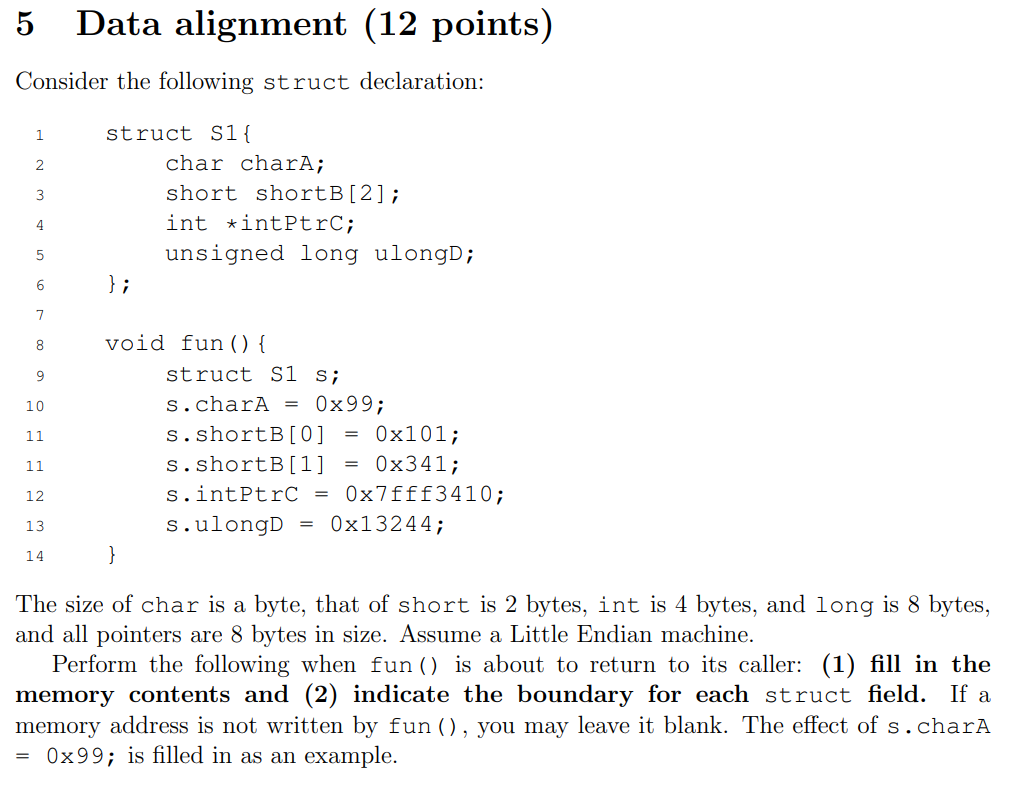 5 Data alignment (12 points)
Consider the following struct declaration:
1 struct S1{
2 char charA;
3 short shortB[2];
4 int *intPtrC;
5 unsigned long ulongD;
6 };
7
8 void fun(){
9 struct S1 s;
10 s.charA = 0x99;
11 s.shortB[0] = 0x101;
11 s.shortB[1] = 0x341;
12 s.intPtrC = 0x7fff3410;
13 s.ulongD = 0x13244;
14 }
The size of char is a byte, that of short is 2 bytes, int is 4 bytes, and long is 8 bytes,
and all pointers are 8 bytes in size. Assume a Little Endian machine.
Perform the following when fun() is about to return to its caller: (1) fill in the
memory contents and (2) indicate the boundary for each struct field. If a
memory address is not written by fun(), you may leave it blank. The effect of s.charA
= 0x99; is filled in as an example.